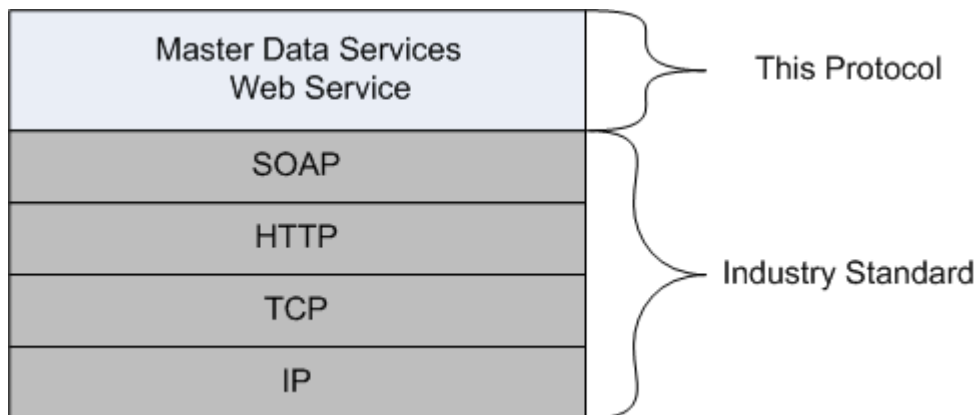 Master Data Services
Web Service
This Protocol
SOAP
HTTP
TCP
IP
Industry Standard